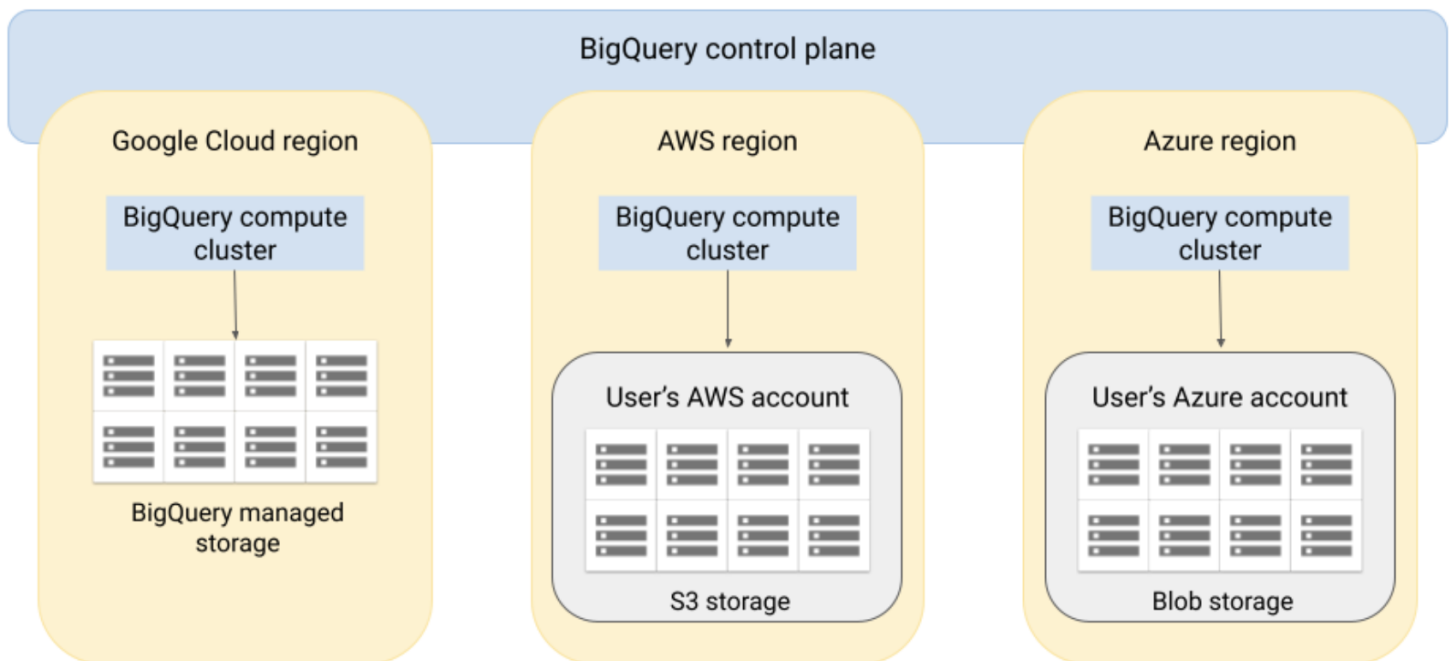 BigQuery control plane
Google Cloud region
BigQuery compute
cluster
BigQuery managed
storage
AWS region
BigQuery compute
cluster
User’s AWS account
S3 storage
Azure region
BigQuery compute
cluster
User’s Azure account
Blob storage